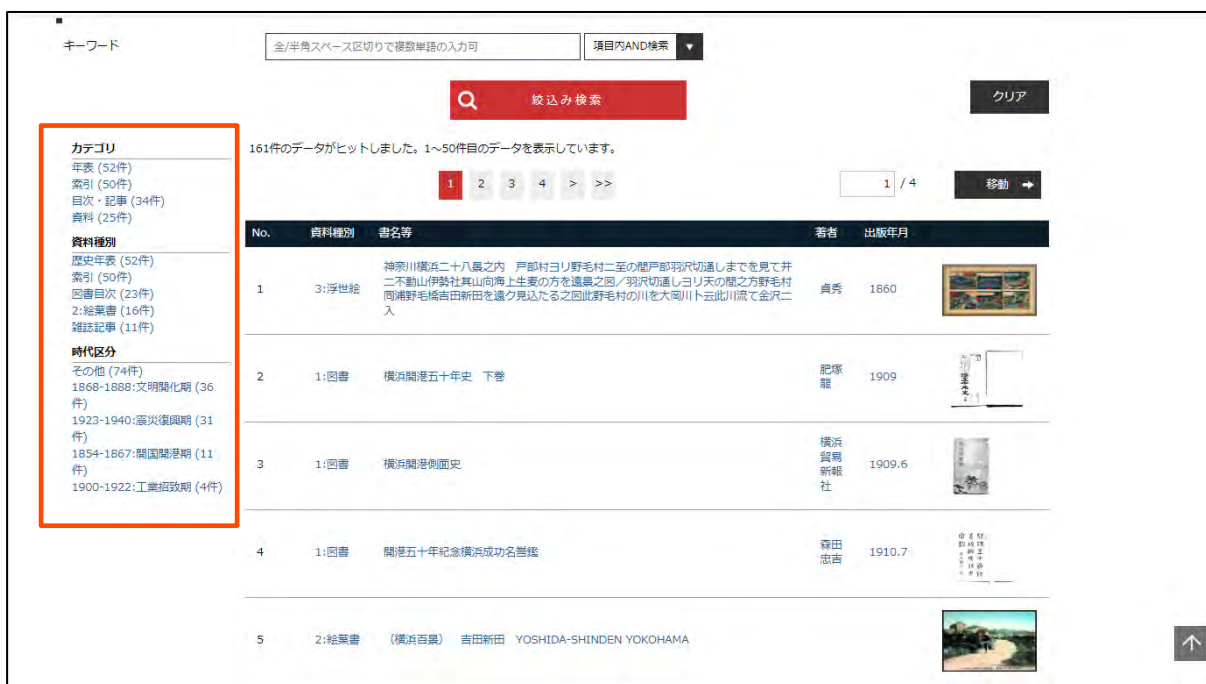 キーワード
全/半角スペース区切りで複数単語の入力可
項目内AND検索 ▼
絞込み検索
クリア
161件のデータがヒットしました。1～50件目のデータを表示しています。
1 2 3 4 > >>
1 / 4
移動
カテゴリ
年表 (52件)
索引 (50件)
目次・記事 (34件)
資料 (25件)
資料種別
歴史年表 (52件)
索引 (50件)
図書目次 (23件)
2:絵葉書 (16件)
雑誌記事 (11件)
時代区分
その他 (74件)
1868-1888:文明開化期 (36
件)
1923-1940:震災復興期 (31
件)
1854-1867:開国開港期 (11
件)
1900-1922:工業招致期 (4件)
No. 資料種別 書名等 著者 出版年月
1 3:浮世絵
神奈川横浜二十八景之内 戸部村ヨリ野毛村二至の間戸部羽沢切通しまでを見て并
二不動山伊勢社其山向海上生麦の方を遠景之図／羽沢切通しヨリ天の間之方野毛村
同浦野毛橋吉田新田を遠ク見込たる之図此野毛村の川を大岡川ト云此川流て金沢二
入
貞秀 1860
2 1:図書 横浜開港五十年史 下巻
肥塚
龍
1909
3 1:図書 横浜開港側面史
横浜
貿易
新報
社
1909.6
4 1:図書 開港五十年紀念横浜成功名誉鑑
森田
忠吉
1910.7
5 2:絵葉書 （横浜百景） 吉田新田 YOSHIDA-SHINDEN YOKOHAMA